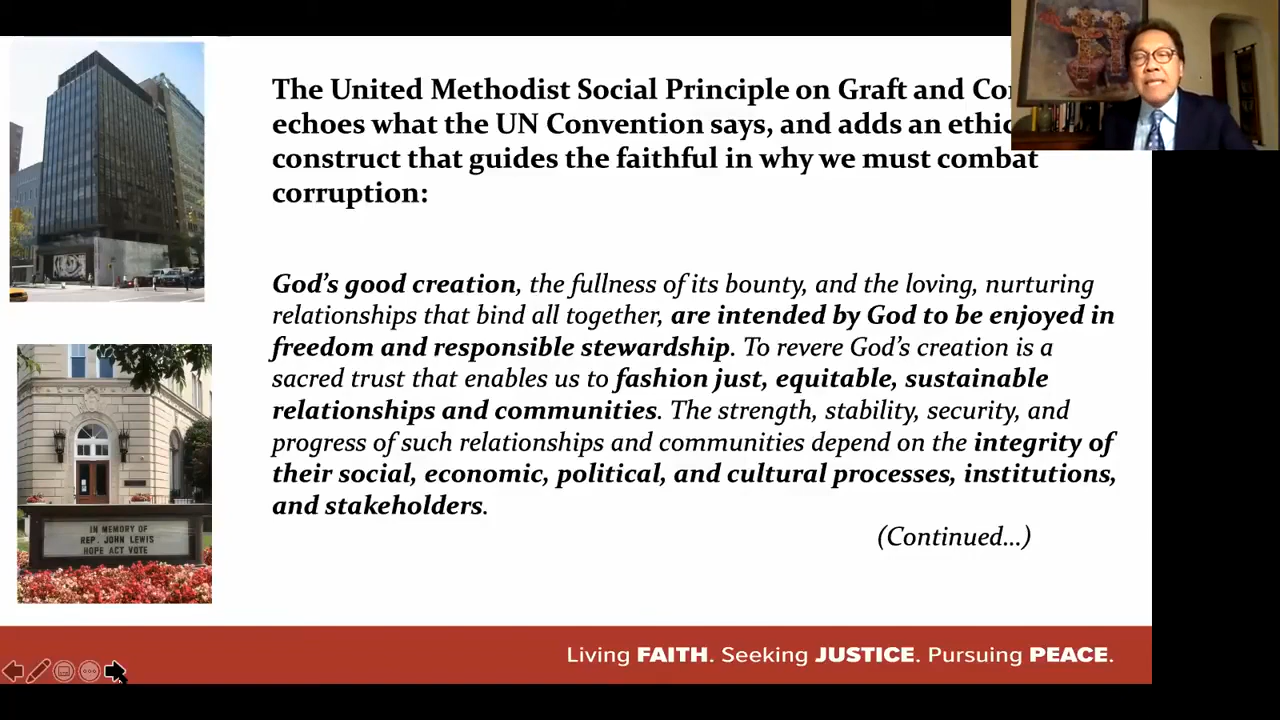 The United Methodist Social Principle on Graft and
echoes what the UN Convention says, and adds an
construct that guides the faithful in why we must combat
corruption:
God’s good creation, the fullness of its bounty, and the loving, nurturing
relationships that bind all together, are intended by God to be enjoyed in
freedom and responsible stewardship. To revere God’s creation is a
sacred trust that enables us to fashion just, equitable, sustainable
relationships and communities. The strength, stability, security, and
progress of such relationships and communities depend on the integrity of
their social, economic, political, and cultural processes, institutions,
and stakeholders.
(Continued...)
IN MEMORY OF
REP. JOHN LEWIS
HOPE ACT VOTE
Living FAITH. Seeking JUSTICE. Pursuing PEACE.